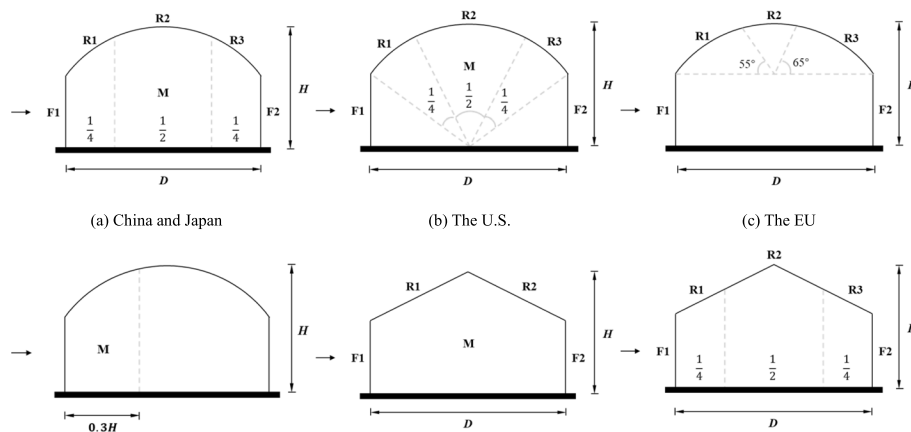 R2 R2 R2
R1 R3 R1 R3 R1 R3
55° 65°
M M
H H
F1 F2 F1 F2 F1 F2
1/4 1/2 1/4 1/4 1/2 1/4
D D D
(a) China and Japan (b) The U.S. (c) The EU
R2
R1 R2 R1 R3
H H
M M
F1 F2 F1 F2
1/4 1/2 1/4
0.3H D D